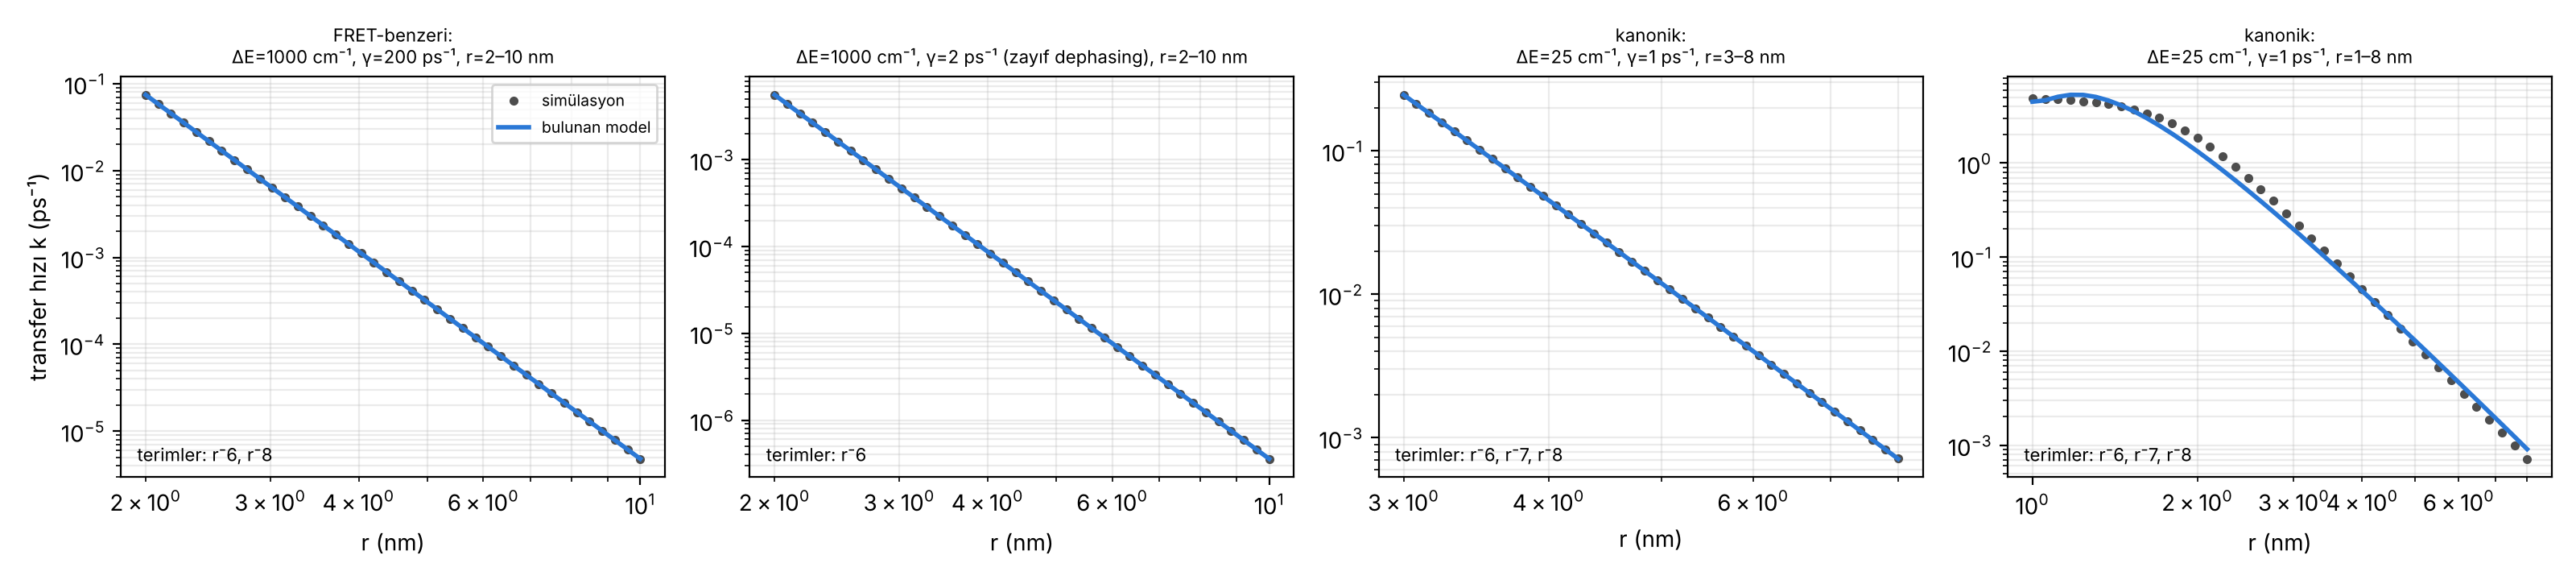 FRET-benzeri:
ΔE=1000 cm⁻¹, γ=200 ps⁻¹, r=2–10 nm
transfer hızı k (ps⁻¹)
10⁻¹
10⁻²
10⁻³
10⁻⁴
10⁻⁵
simülasyon
bulunan model
terimler: r⁻6, r⁻8
2×10⁰ 3×10⁰ 4×10⁰ 6×10⁰ 10¹
r (nm)
ΔE=1000 cm⁻¹, γ=2 ps⁻¹ (zayıf dephasing), r=2–10 nm
10⁻³
10⁻⁴
10⁻⁵
10⁻⁶
terimler: r⁻6
2×10⁰ 3×10⁰ 4×10⁰ 6×10⁰ 10¹
r (nm)
kanonik:
ΔE=25 cm⁻¹, γ=1 ps⁻¹, r=3–8 nm
10⁻¹
10⁻²
10⁻³
terimler: r⁻6, r⁻7, r⁻8
3×10⁰ 4×10⁰ 6×10⁰
r (nm)
kanonik:
ΔE=25 cm⁻¹, γ=1 ps⁻¹, r=1–8 nm
10⁰
10⁻¹
10⁻²
10⁻³
terimler: r⁻6, r⁻7, r⁻8
10⁰ 2×10⁰ 3×10⁰ 4×10⁰ 6×10⁰
r (nm)